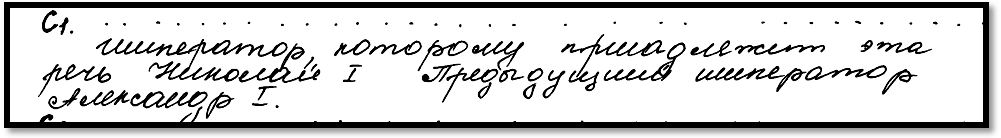 С1.
Император, которому принадлежит эта
речь Николай I Предыдущий император
Александр I.